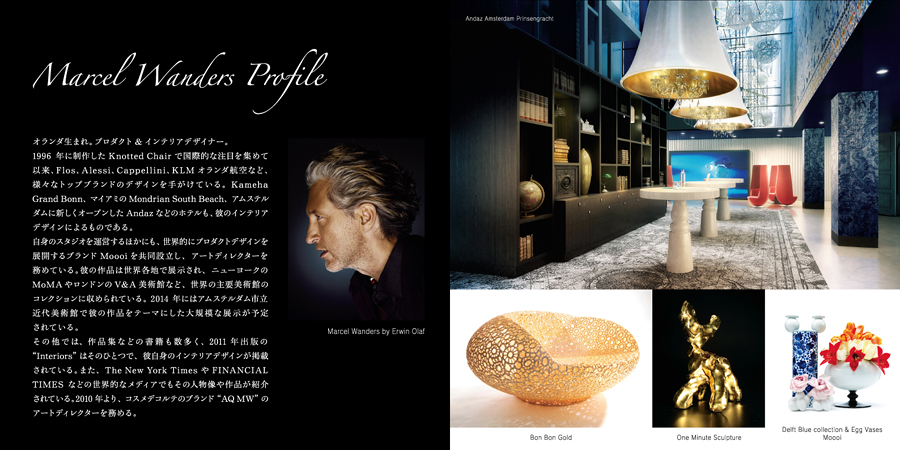 Marcel Wanders Profile
オランダ生まれ。プロダクト & インテリアデザイナー。
1996 年に制作した Knotted Chair で国際的な注目を集めて
以来、Flos、Alessi、Cappellini、KLM オランダ航空など、
様々なトップブランドのデザインを手がけている。Kameha
Grand Bonn、マイアミの Mondrian South Beach、アムステル
ダムに新しくオープンした Andaz などのホテルも、彼のインテリア
デザインによるものである。
自身のスタジオを運営するほかにも、世界的にプロダクトデザインを
展開するブランド Moooi を共同設立し、アートディレクターを
務めている。彼の作品は世界各地で展示され、ニューヨークの
MoMA やロンドンの V&A 美術館など、世界の主要美術館の
コレクションに収められている。2014 年にはアムステルダム市立
近代美術館で彼の作品をテーマにした大規模な展示が予定
されている。
その他では、作品集などの書籍も数多く、2011 年出版の
“Interiors” はそのひとつで、彼自身のインテリアデザインが掲載
されている。また、The New York Times や FINANCIAL
TIMES などの世界的なメディアでもその人物像や作品が紹介
されている。2010年より、コスメデコルテのブランド “AQ MW” の
アートディレクターを務める。
Marcel Wanders by Erwin Olaf
Andaz Amsterdam Prinsengracht
Bon Bon Gold
One Minute Sculpture
Delft Blue collection & Egg Vases
Moooi